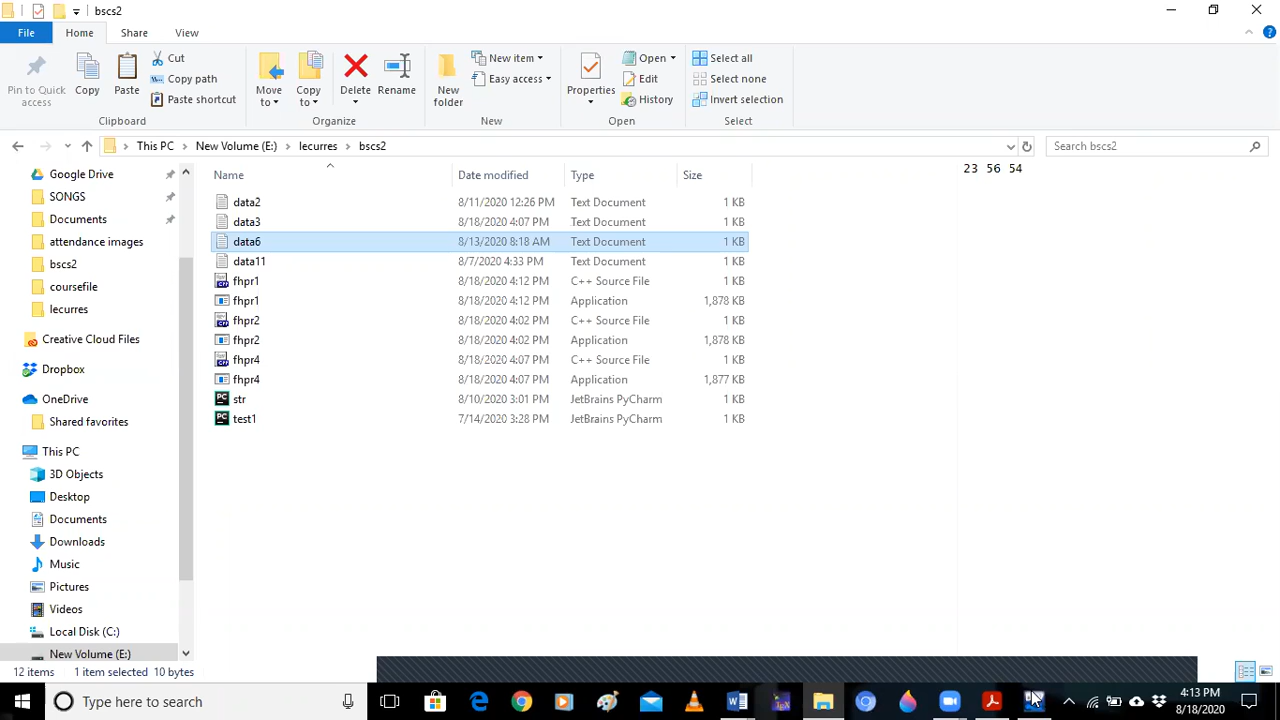 bscs2
File Home Share View
Pin to Quick access
Copy
Paste
Cut
Copy path
Paste shortcut
Move to
Copy to
Delete
Rename
New folder
New item
Easy access
Properties
Open
Edit
History
Select all
Select none
Invert selection
Clipboard Organize New Open Select
This PC New Volume (E:) lecurres bscs2
Search bscs2
Name Date modified Type Size
data2 8/11/2020 12:26 PM Text Document 1 KB
data3 8/18/2020 4:07 PM Text Document 1 KB
data6 8/13/2020 8:18 AM Text Document 1 KB
data11 8/7/2020 4:33 PM Text Document 1 KB
fhpr1 8/18/2020 4:12 PM C++ Source File 1 KB
fhpr1 8/18/2020 4:12 PM Application 1,878 KB
fhpr2 8/18/2020 4:02 PM C++ Source File 1 KB
fhpr2 8/18/2020 4:02 PM Application 1,878 KB
fhpr4 8/18/2020 4:07 PM C++ Source File 1 KB
fhpr4 8/18/2020 4:07 PM Application 1,877 KB
str 8/10/2020 3:01 PM JetBrains PyCharm 1 KB
test1 7/14/2020 3:28 PM JetBrains PyCharm 1 KB
23 56 54
Google Drive
SONGS
Documents
attendance images
bscs2
coursefile
lecurres
Creative Cloud Files
Dropbox
OneDrive
Shared favorites
This PC
3D Objects
Desktop
Documents
Downloads
Music
Pictures
Videos
Local Disk (C:)
New Volume (E:)
12 items 1 item selected 10 bytes
Type here to search
4:13 PM
8/18/2020